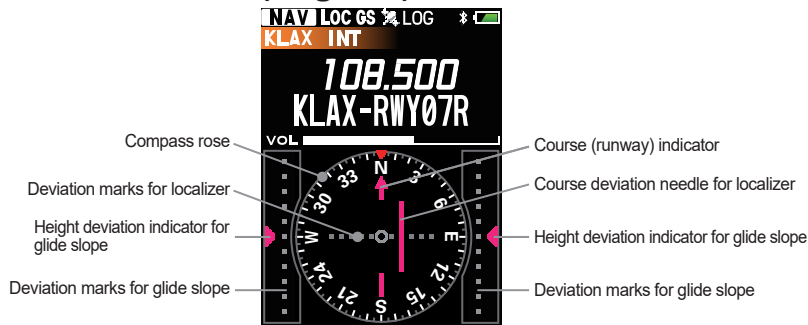 NAV LOC GS LOG
KLAX INT
108.500
KLAX-RWY07R
VOL
Compass rose
Deviation marks for localizer
Height deviation indicator for
glide slope
Deviation marks for glide slope
N 3 6 E 12 15 S 21 24 W 30 33
Course (runway) indicator
Course deviation needle for localizer
Height deviation indicator for glide slope
Deviation marks for glide slope